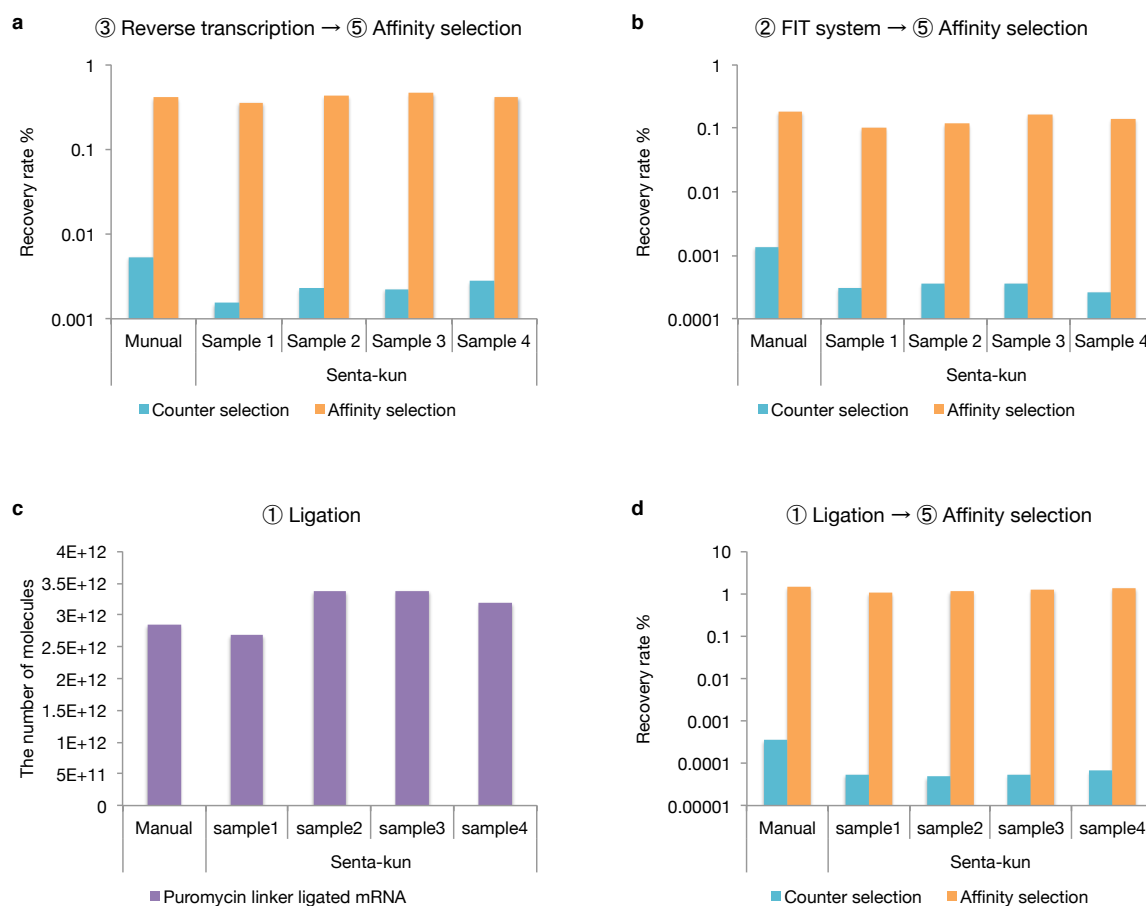 a
③ Reverse transcription → ⑤ Affinity selection
Recovery rate %
1
0.1
0.01
0.001
Munual
Sample 1
Sample 2
Sample 3
Sample 4
Senta-kun
Counter selection
Affinity selection
b
② FIT system → ⑤ Affinity selection
Recovery rate %
1
0.1
0.01
0.001
0.0001
Manual
Sample 1
Sample 2
Sample 3
Sample 4
Senta-kun
Counter selection
Affinity selection
c
① Ligation
The number of molecules
4E+12
3.5E+12
3E+12
2.5E+12
2E+12
1.5E+12
1E+12
5E+11
0
Manual
sample1
sample2
sample3
sample4
Senta-kun
Puromycin linker ligated mRNA
d
① Ligation → ⑤ Affinity selection
Recovery rate %
10
1
0.1
0.01
0.001
0.0001
0.00001
Manual
sample1
sample2
sample3
sample4
Senta-kun
Counter selection
Affinity selection